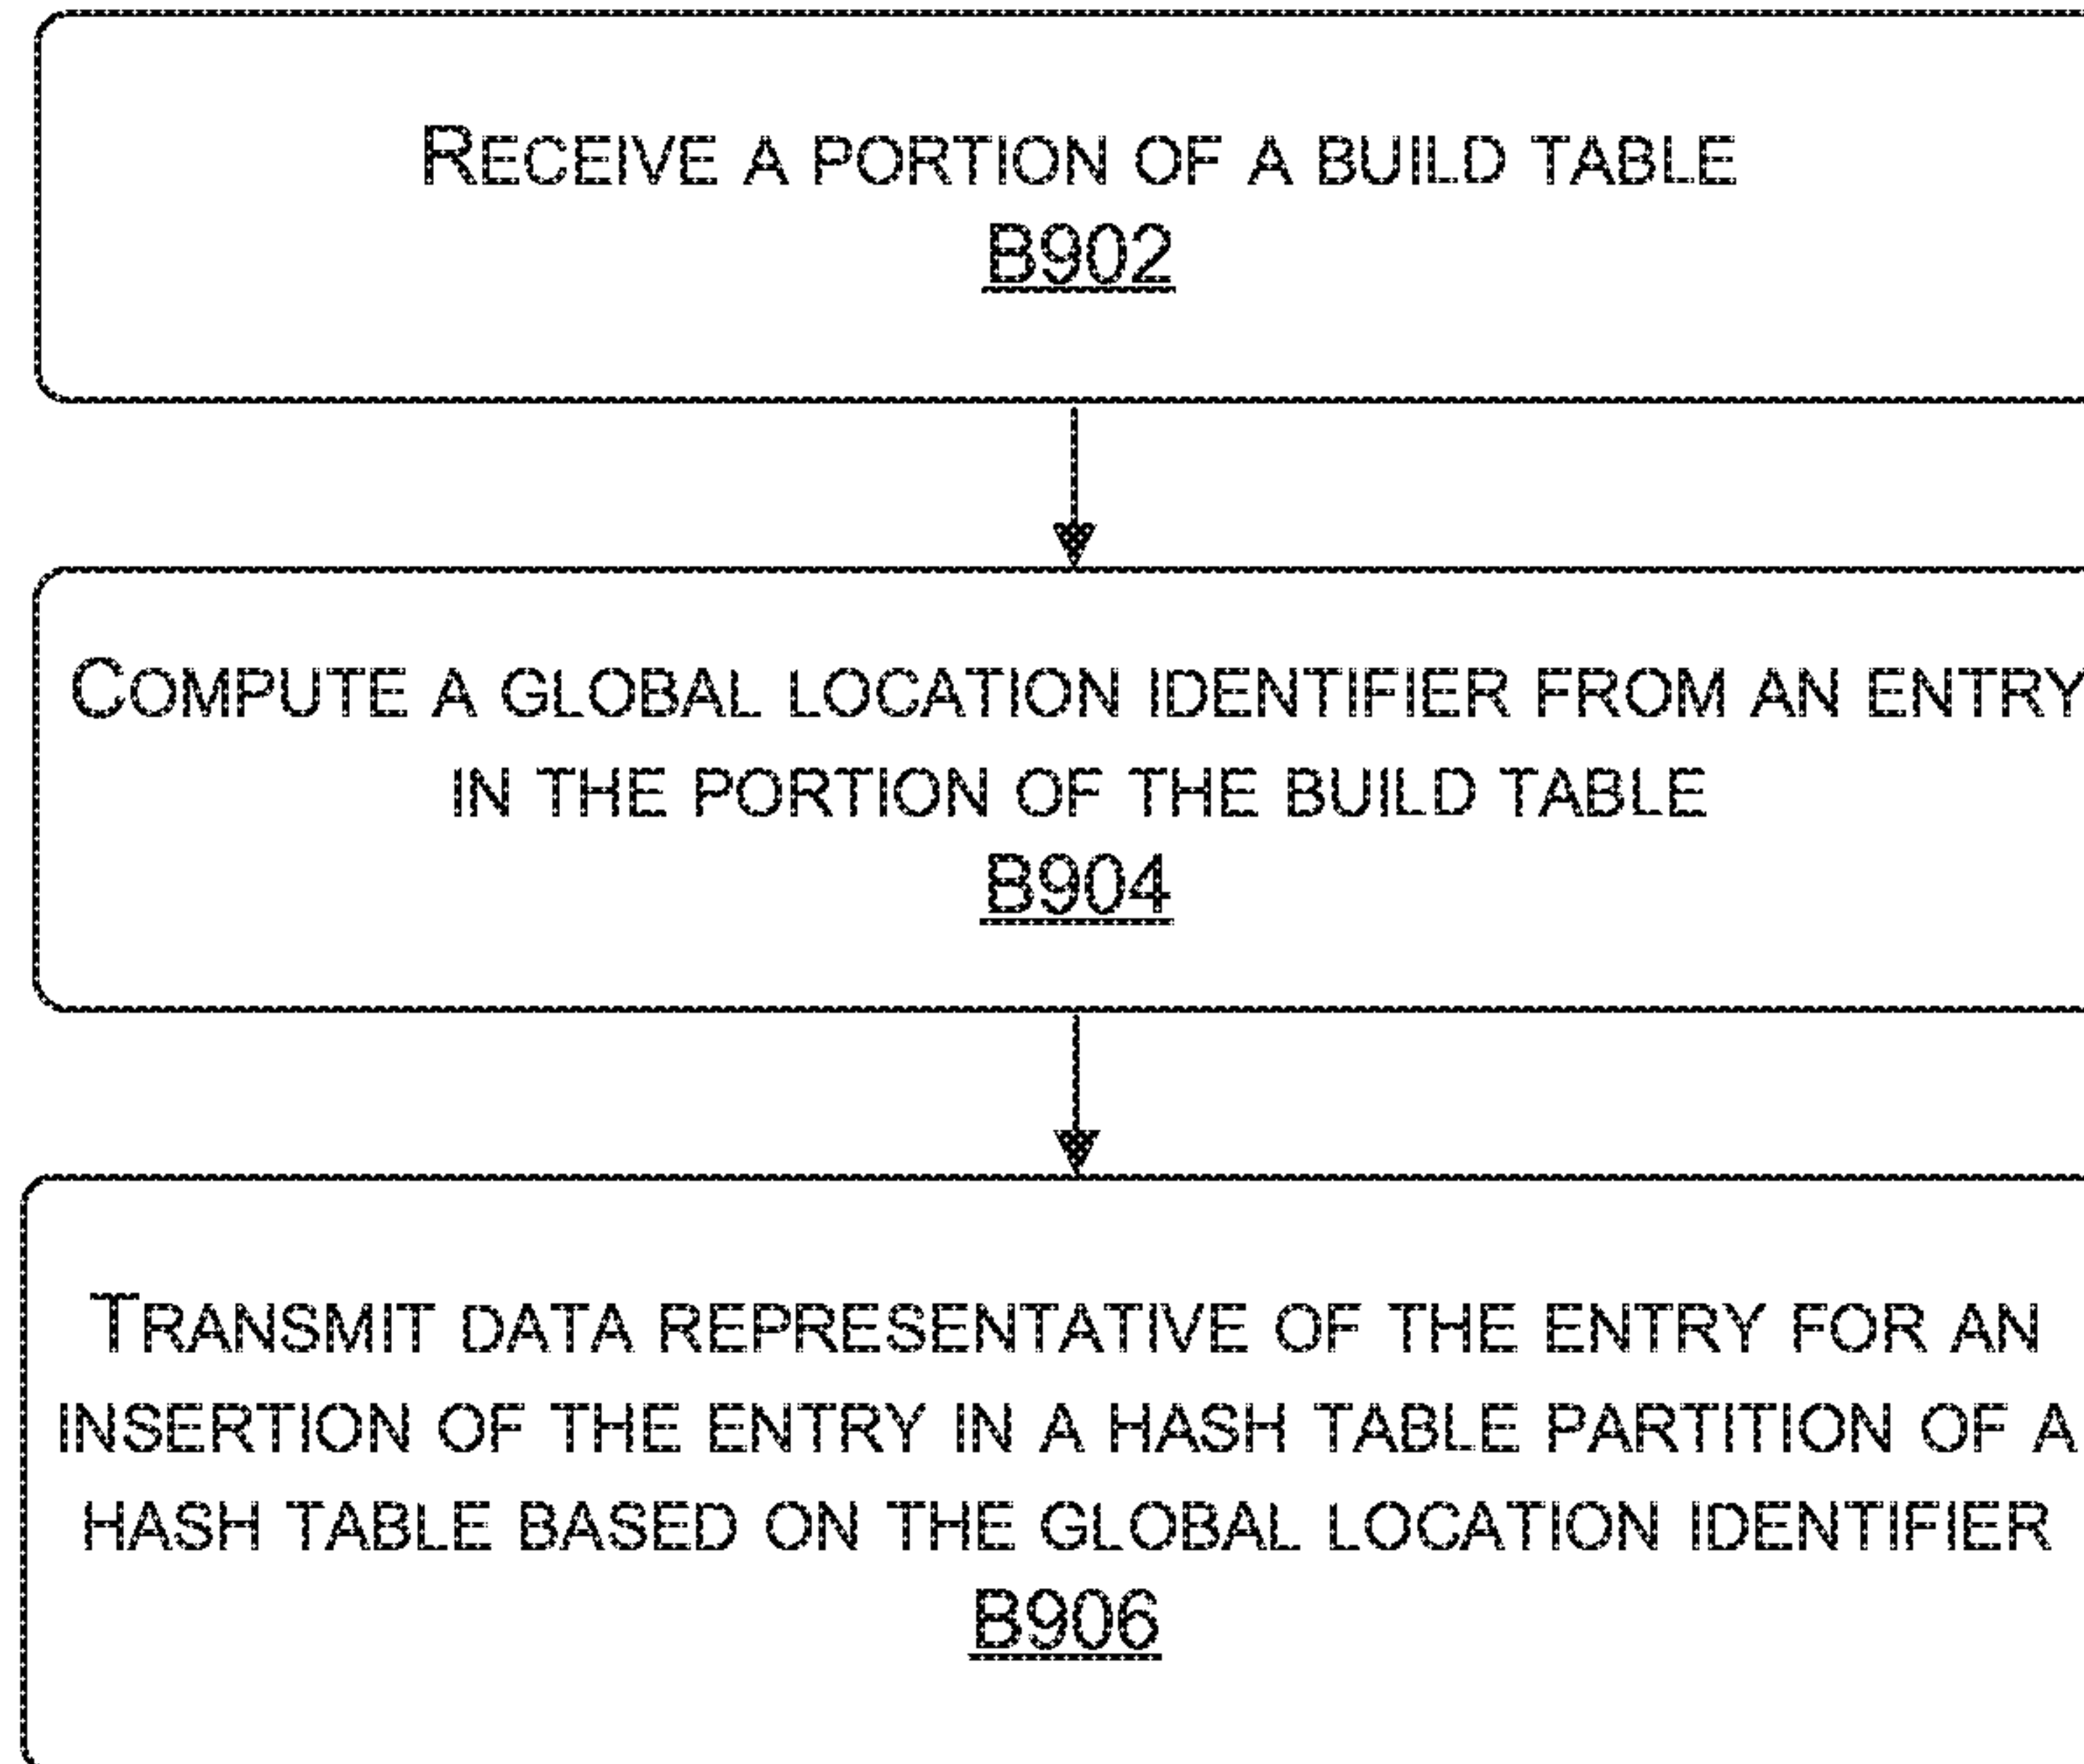 RECEIVE A PORTION OF A BUILD TABLE
B902
COMPUTE A GLOBAL LOCATION IDENTIFIER FROM AN ENTRY
IN THE PORTION OF THE BUILD TABLE
B904
TRANSMIT DATA REPRESENTATIVE OF THE ENTRY FOR AN
INSERTION OF THE ENTRY IN A HASH TABLE PARTITION OF A
HASH TABLE BASED ON THE GLOBAL LOCATION IDENTIFIER
B906